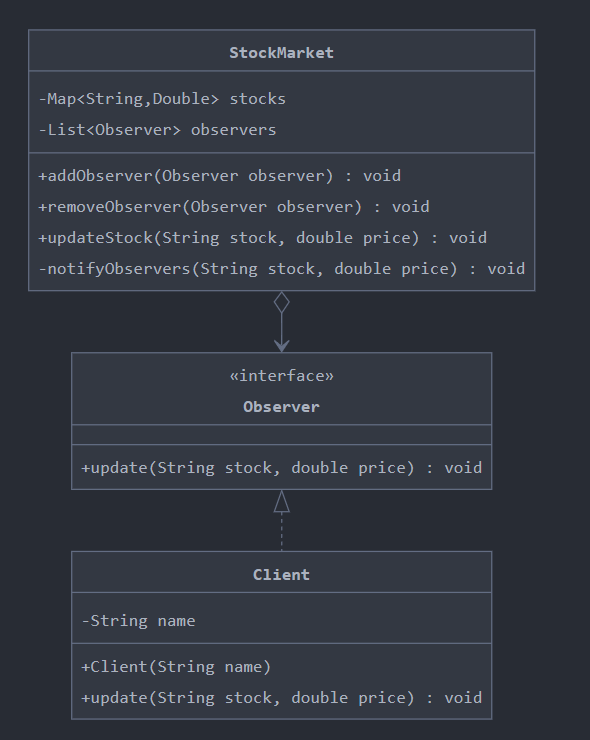 StockMarket
-Map<String,Double> stocks
-List<Observer> observers
+addObserver(Observer observer) : void
+removeObserver(Observer observer) : void
+updateStock(String stock, double price) : void
-notifyObservers(String stock, double price) : void
«interface»
Observer
+update(String stock, double price) : void
Client
-String name
+Client(String name)
+update(String stock, double price) : void